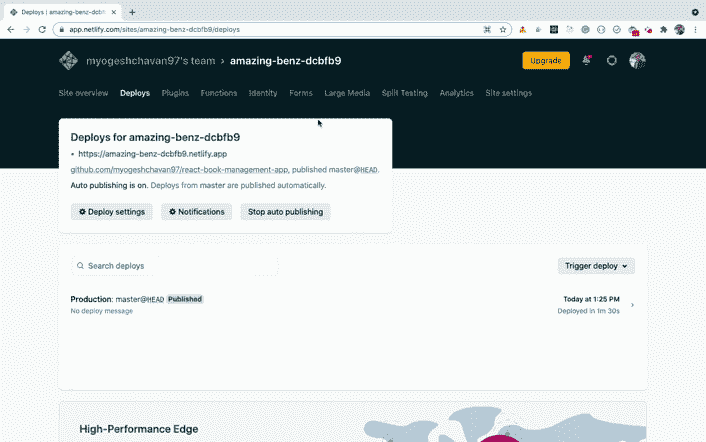 Deploys | amazing-benz-dcbfb9
app.netlify.com/sites/amazing-benz-dcbfb9/deploys
myogeshchavan97's team > amazing-benz-dcbfb9
Upgrade
Site overview Deploys Plugins Functions Identity Forms Large Media Split Testing Analytics Site settings
Deploys for amazing-benz-dcbfb9
https://amazing-benz-dcbfb9.netlify.app
github.com/myogeshchavan97/react-book-management-app, published master@HEAD.
Auto publishing is on. Deploys from master are published automatically.
Deploy settings Notifications Stop auto publishing
Search deploys Trigger deploy
Production: master@HEAD Published Today at 1:25 PM
No deploy message Deployed in 1m 30s
High-Performance Edge